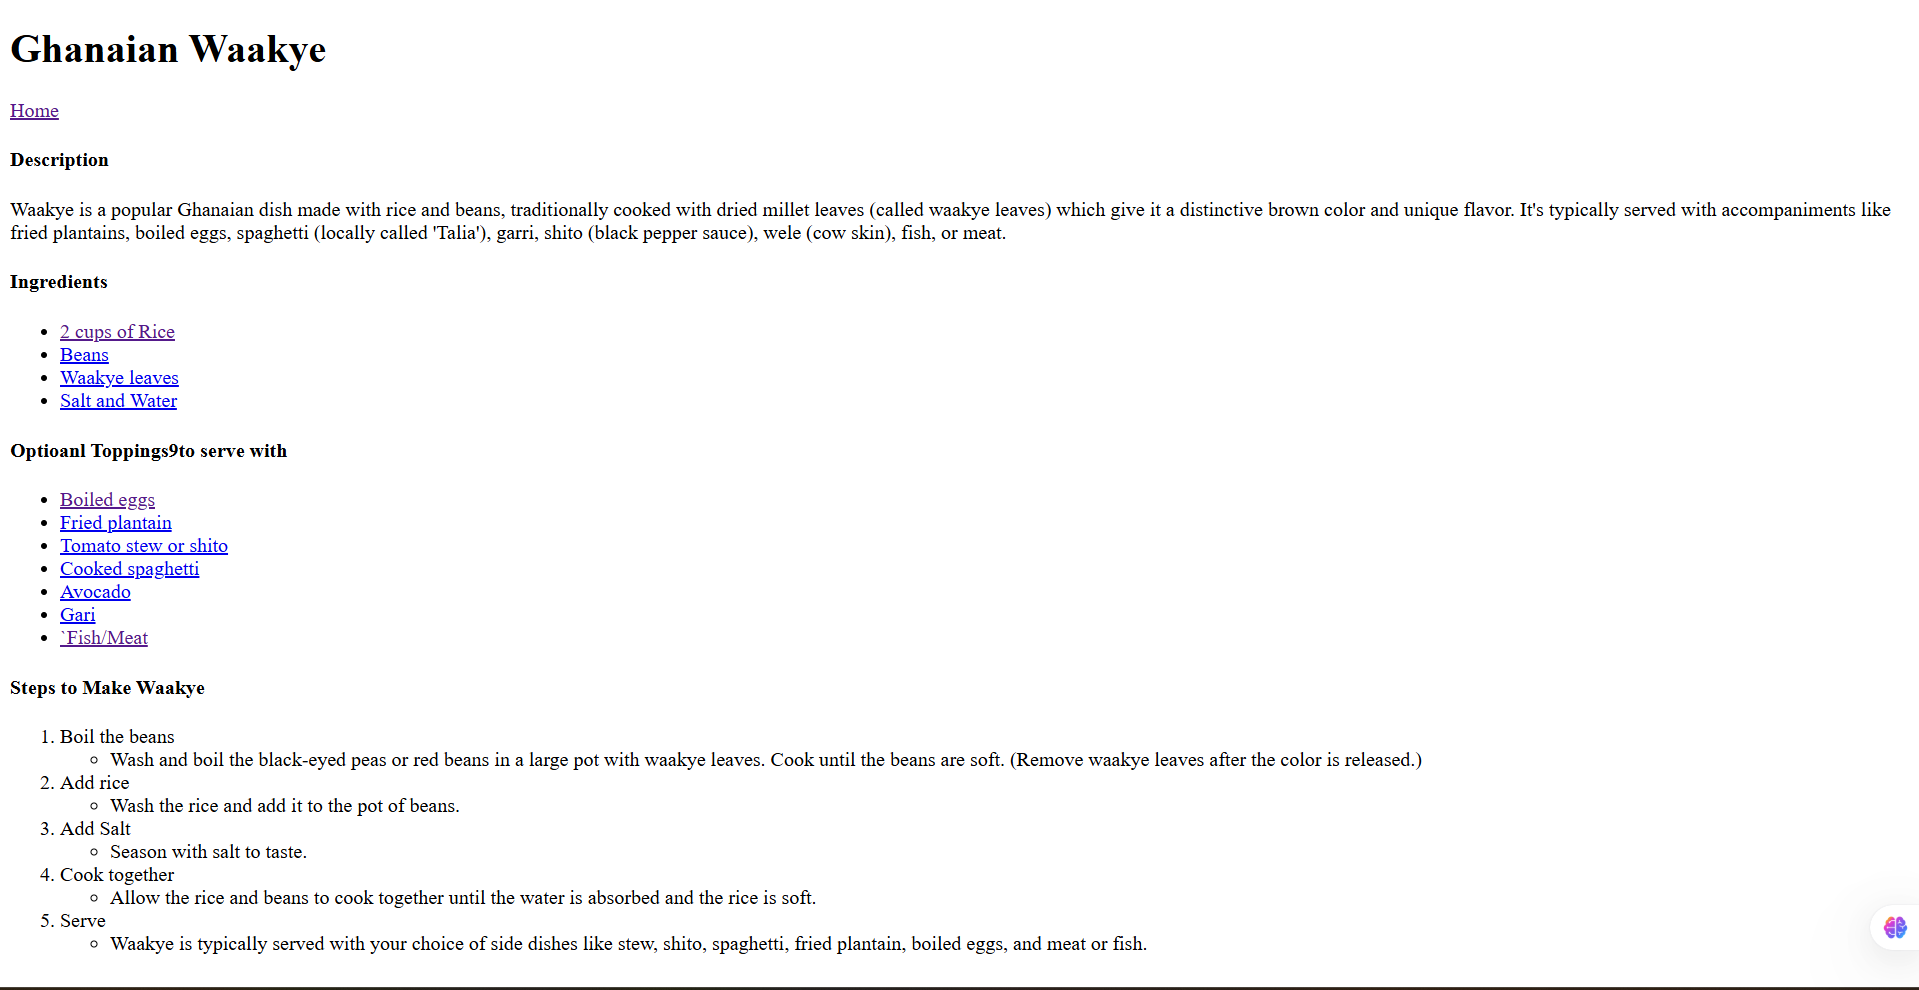 Ghanaian Waakye
Home
Description
Waakye is a popular Ghanaian dish made with rice and beans, traditionally cooked with dried millet leaves (called waakye leaves) which give it a distinctive brown color and unique flavor. It's typically served with accompaniments like
fried plantains, boiled eggs, spaghetti (locally called 'Talia'), garri, shito (black pepper sauce), wele (cow skin), fish, or meat.
Ingredients
• 2 cups of Rice
• Beans
• Waakye leaves
• Salt and Water
Optioanl Toppings9to serve with
• Boiled eggs
• Fried plantain
• Tomato stew or shito
• Cooked spaghetti
• Avocado
• Gari
• `Fish/Meat
Steps to Make Waakye
1. Boil the beans
◦ Wash and boil the black-eyed peas or red beans in a large pot with waakye leaves. Cook until the beans are soft. (Remove waakye leaves after the color is released.)
2. Add rice
◦ Wash the rice and add it to the pot of beans.
3. Add Salt
◦ Season with salt to taste.
4. Cook together
◦ Allow the rice and beans to cook together until the water is absorbed and the rice is soft.
5. Serve
◦ Waakye is typically served with your choice of side dishes like stew, shito, spaghetti, fried plantain, boiled eggs, and meat or fish.